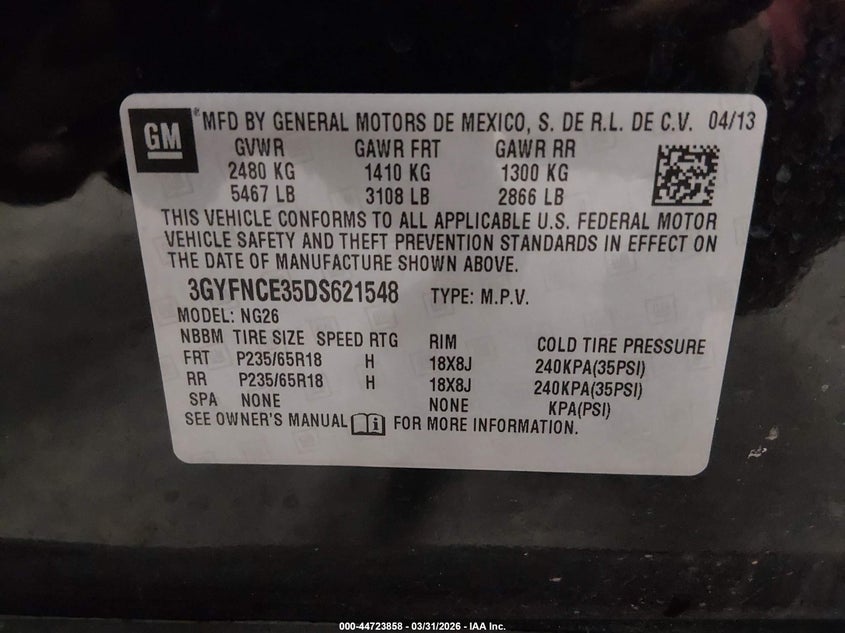 GM
® MFD BY GENERAL MOTORS DE MEXICO, S. DE R.L. DE C.V. 04/13
GVWR GAWR FRT GAWR RR
2480 KG 1410 KG 1300 KG
5467 LB 3108 LB 2866 LB
THIS VEHICLE CONFORMS TO ALL APPLICABLE U.S. FEDERAL MOTOR
VEHICLE SAFETY AND THEFT PREVENTION STANDARDS IN EFFECT ON
THE DATE OF MANUFACTURE SHOWN ABOVE.
3GYFNCE35DS621548 TYPE: M.P.V.
MODEL: NG26
NBBM TIRE SIZE SPEED RTG RIM COLD TIRE PRESSURE
FRT P235/65R18 H 18X8J 240KPA(35PSI)
RR P235/65R18 H 18X8J 240KPA(35PSI)
SPA NONE NONE KPA(PSI)
SEE OWNER'S MANUAL FOR MORE INFORMATION.
000-44723858 - 03/31/2026 - IAA Inc.